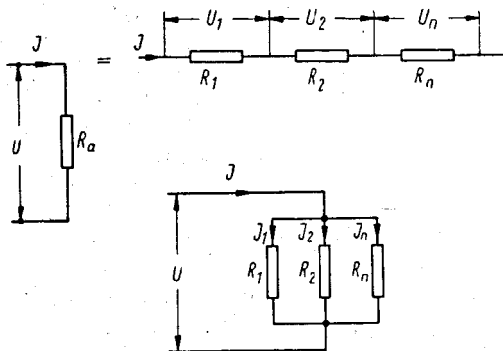 U₁ U₂ Uₙ
J = J
R₁ R₂ Rₙ
U Rₐ
J
J₁ J₂ Jₙ
U R₁ R₂ Rₙ